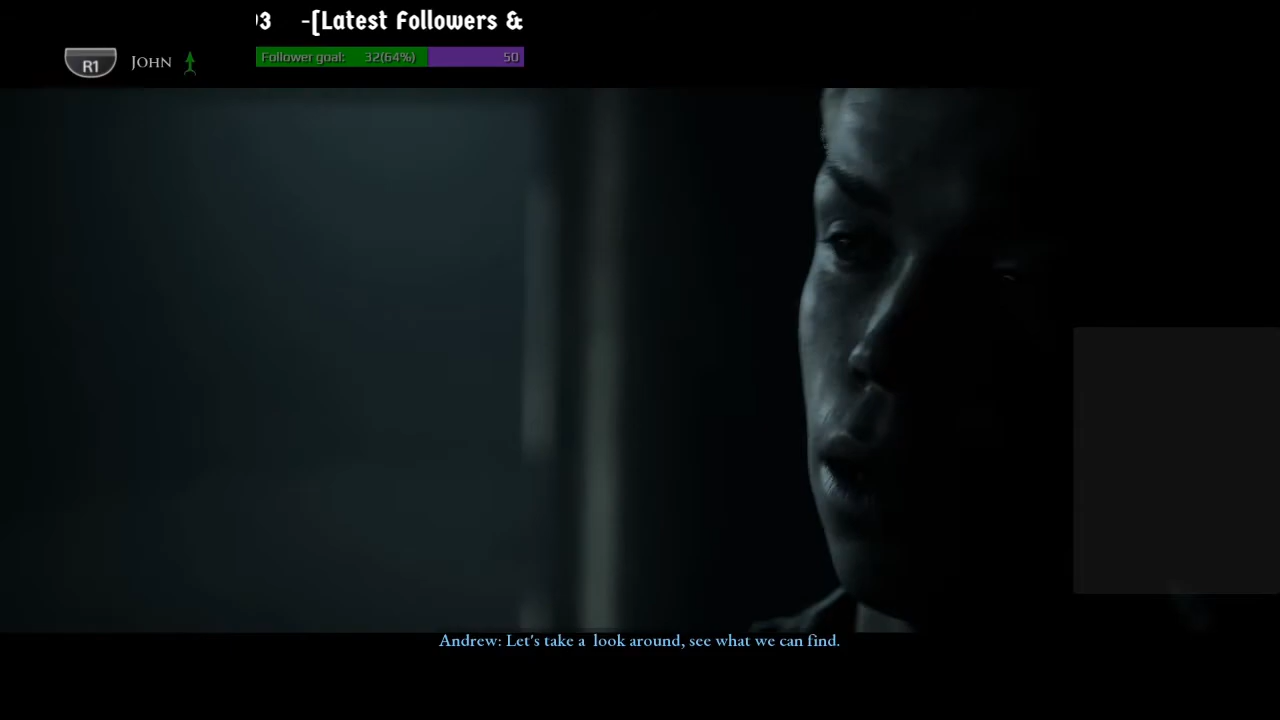 3 -[Latest Followers &
Follower goal: 32(64%) 50
R1 JOHN
Andrew: Let's take a look around, see what we can find.